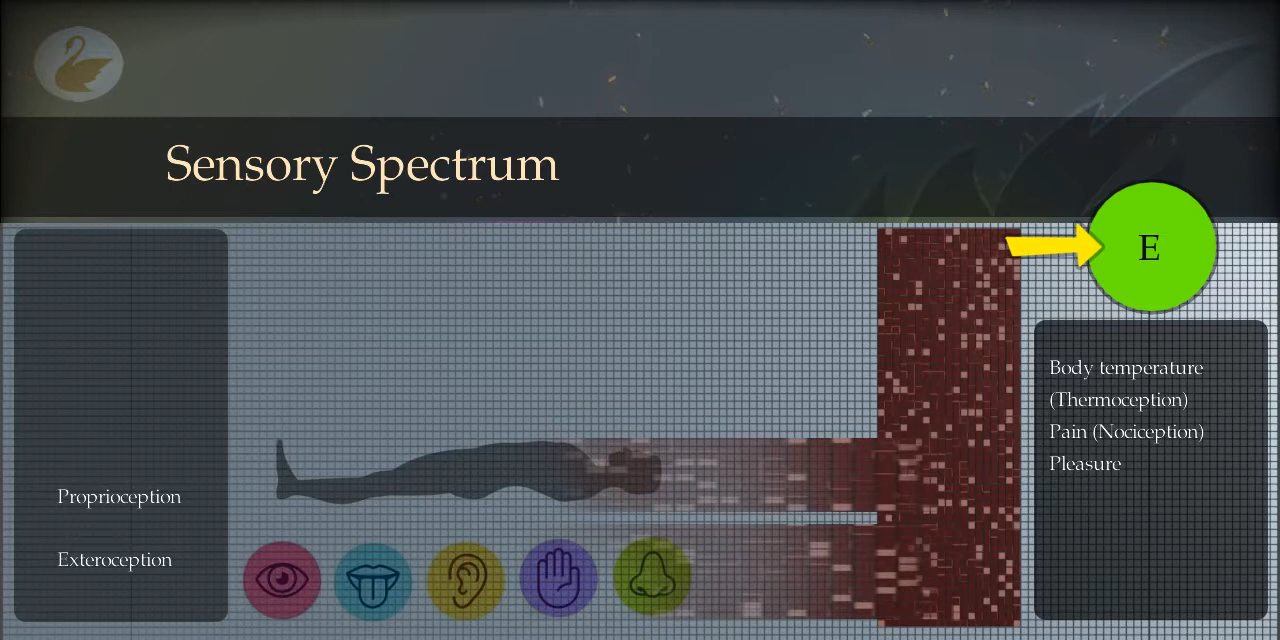 Sensory Spectrum
E
Body temperature
(Thermoception)
Pain (Nociception)
Pleasure
Proprioception
Exteroception